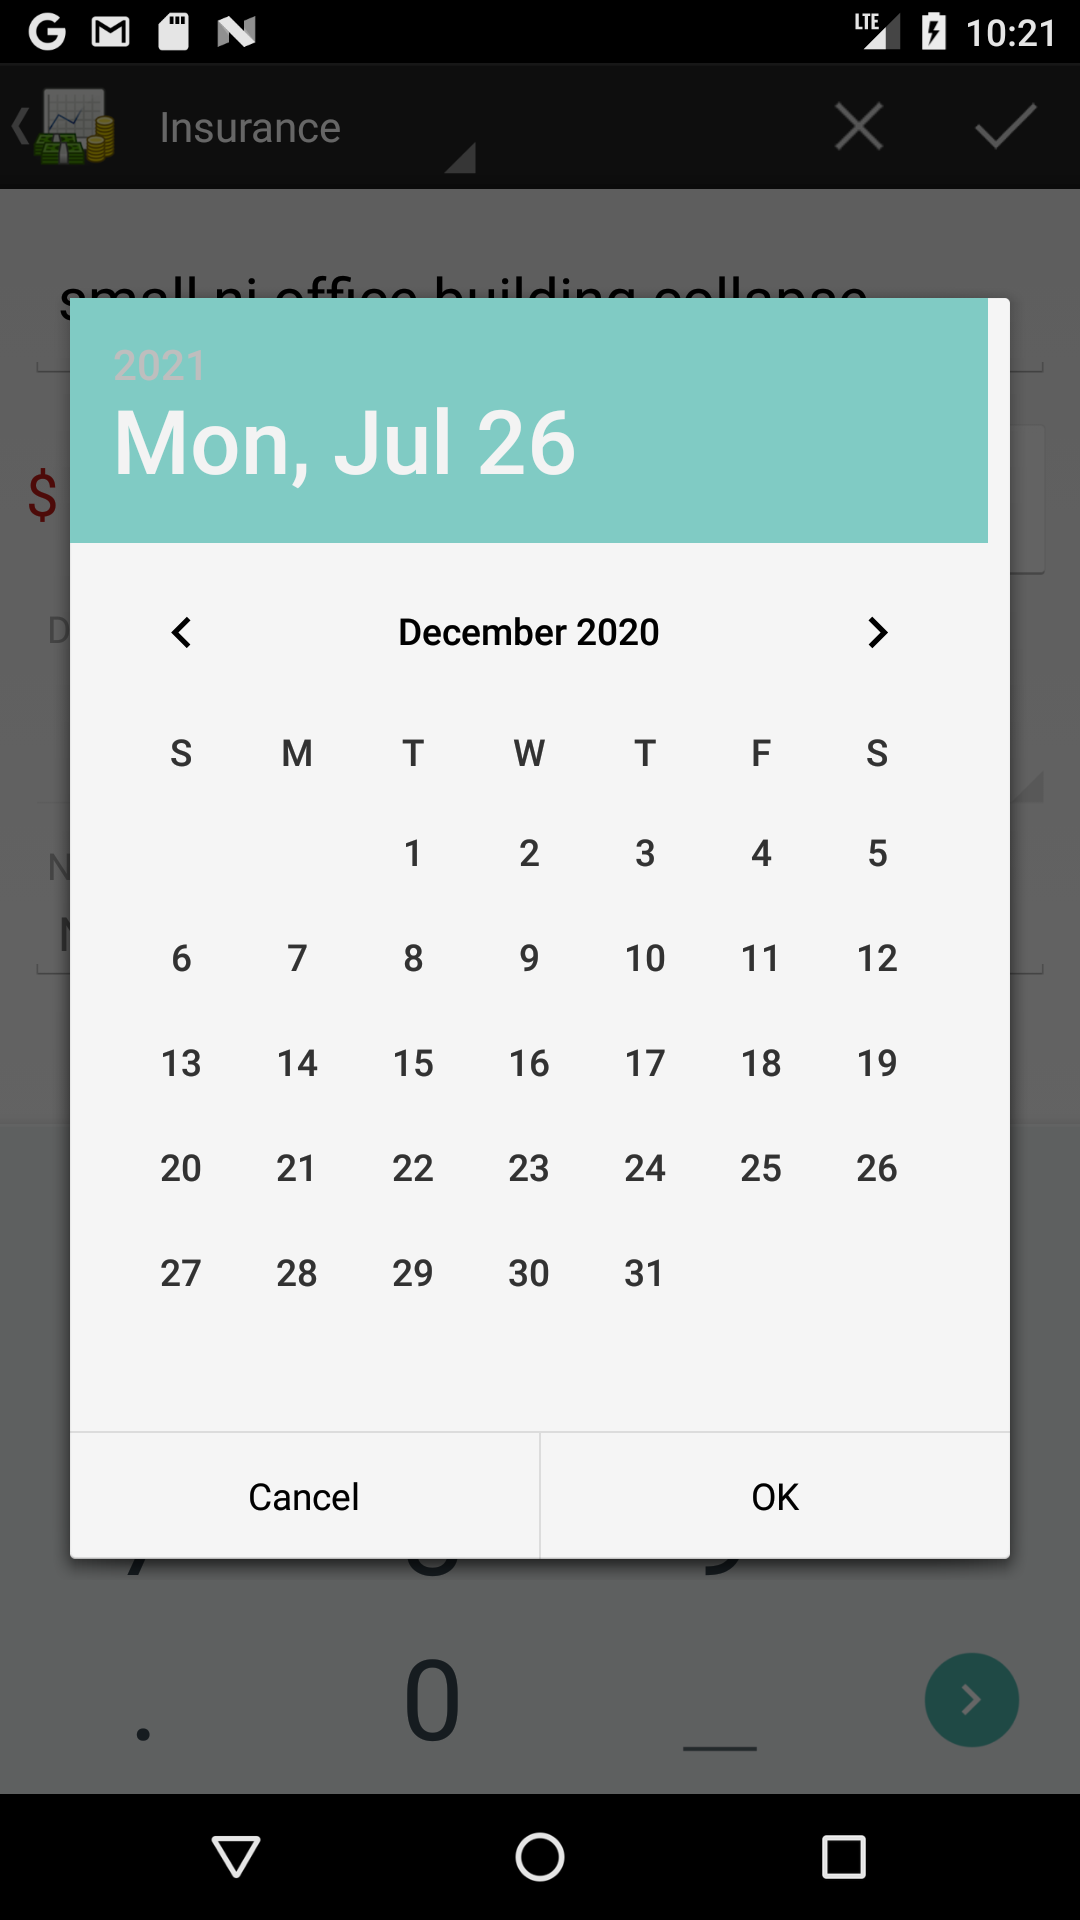 LTE 10:21
Insurance
small ni office building collapse
2021
Mon, Jul 26
$
December 2020
S M T W T F S
1 2 3 4 5
6 7 8 9 10 11 12
13 14 15 16 17 18 19
20 21 22 23 24 25 26
27 28 29 30 31
Cancel OK
. 0